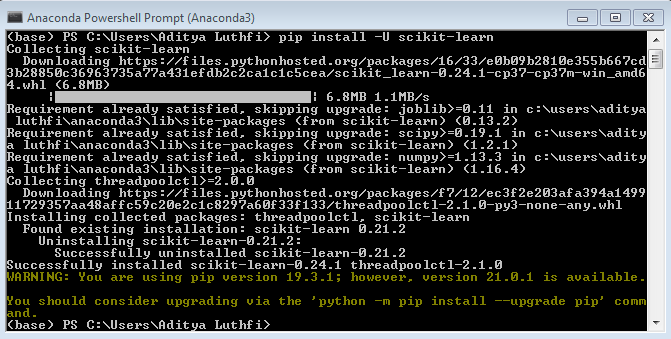 Anaconda Powershell Prompt (Anaconda3)
(base) PS C:\Users\Aditya Luthfi> pip install -U scikit-learn
Collecting scikit-learn
  Downloading https://files.pythonhosted.org/packages/16/33/e0b09b2810e355b667cd
3b28850c36963735a77a431efdb2c2ca1c1c5cea/scikit_learn-0.24.1-cp37-cp37m-win_amd6
4.whl (6.8MB)
     |████████████████████████████████| 6.8MB 1.1MB/s
Requirement already satisfied, skipping upgrade: joblib>=0.11 in c:\users\aditya
 luthfi\anaconda3\lib\site-packages (from scikit-learn) (0.13.2)
Requirement already satisfied, skipping upgrade: scipy>=0.19.1 in c:\users\adity
a luthfi\anaconda3\lib\site-packages (from scikit-learn) (1.2.1)
Requirement already satisfied, skipping upgrade: numpy>=1.13.3 in c:\users\adity
a luthfi\anaconda3\lib\site-packages (from scikit-learn) (1.16.4)
Collecting threadpoolctl>=2.0.0
  Downloading https://files.pythonhosted.org/packages/f7/12/ec3f2e203afa394a1499
11729357aa48affc59c20e2c1c8297a60f33f133/threadpoolctl-2.1.0-py3-none-any.whl
Installing collected packages: threadpoolctl, scikit-learn
  Found existing installation: scikit-learn 0.21.2
    Uninstalling scikit-learn-0.21.2:
      Successfully uninstalled scikit-learn-0.21.2
Successfully installed scikit-learn-0.24.1 threadpoolctl-2.1.0
WARNING: You are using pip version 19.3.1; however, version 21.0.1 is available.
You should consider upgrading via the 'python -m pip install --upgrade pip' comm
and.
(base) PS C:\Users\Aditya Luthfi>